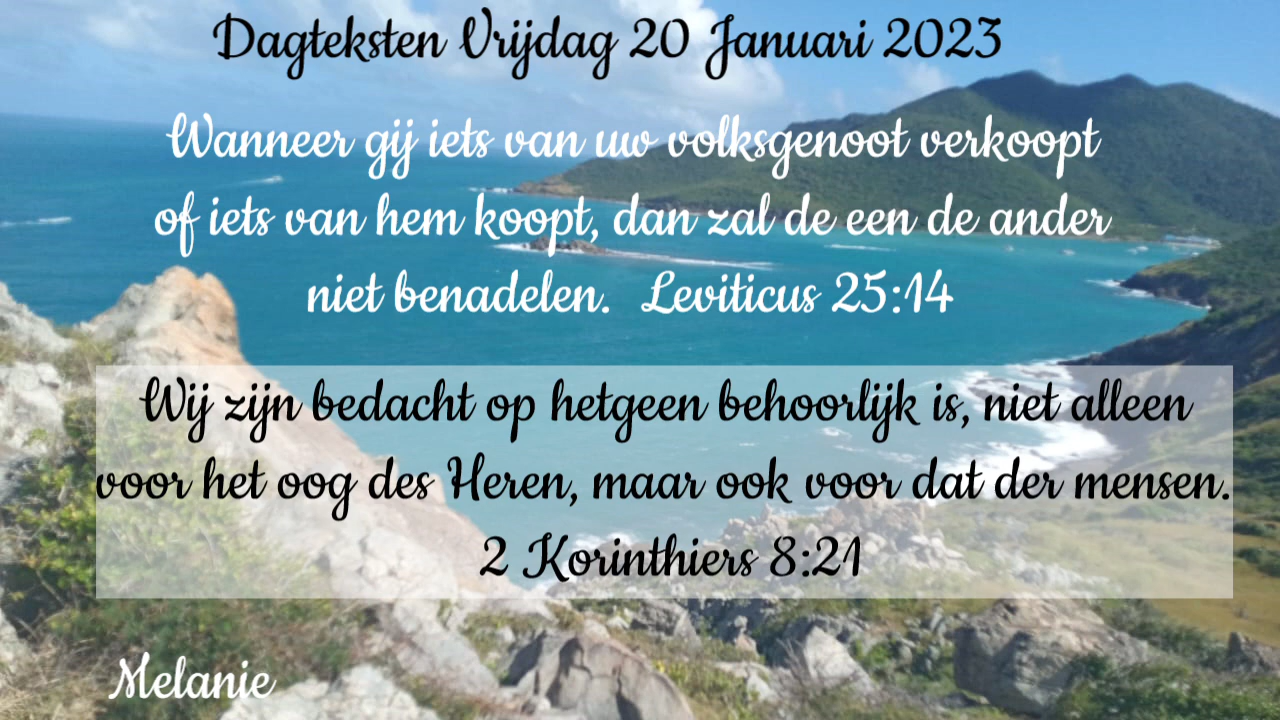 Dagteksten Vrijdag 20 Januari 2023
Wanneer gij iets van uw volksgenoot verkoopt
of iets van hem koopt, dan zal de een de ander
niet benadelen. Leviticus 25:14
Wij zijn bedacht op hetgeen behoorlijk is, niet alleen
voor het oog des Heren, maar ook voor dat der mensen.
2 Korinthiers 8:21
Melanie